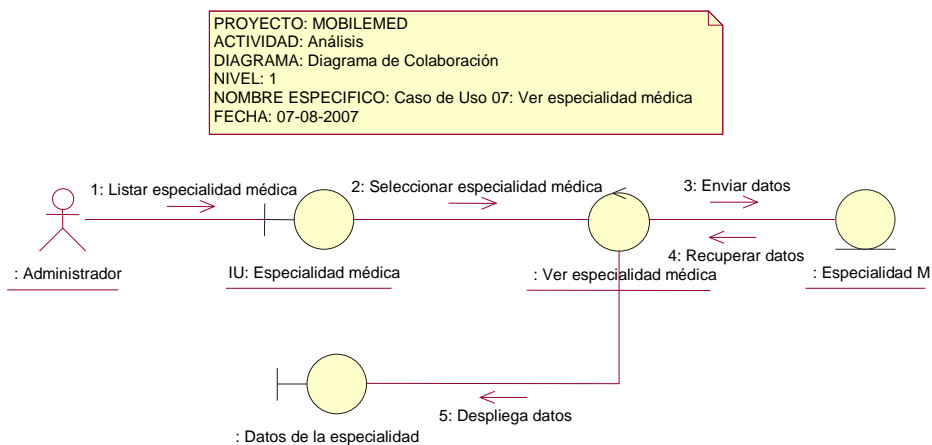 PROYECTO: MOBILEMED
ACTIVIDAD: Análisis
DIAGRAMA: Diagrama de Colaboración
NIVEL: 1
NOMBRE ESPECIFICO: Caso de Uso 07: Ver especialidad médica
FECHA: 07-08-2007
1: Listar especialidad médica
2: Seleccionar especialidad médica
3: Enviar datos
4: Recuperar datos
: Administrador
IU: Especialidad médica
: Ver especialidad médica
: Especialidad M
5: Despliega datos
: Datos de la especialidad